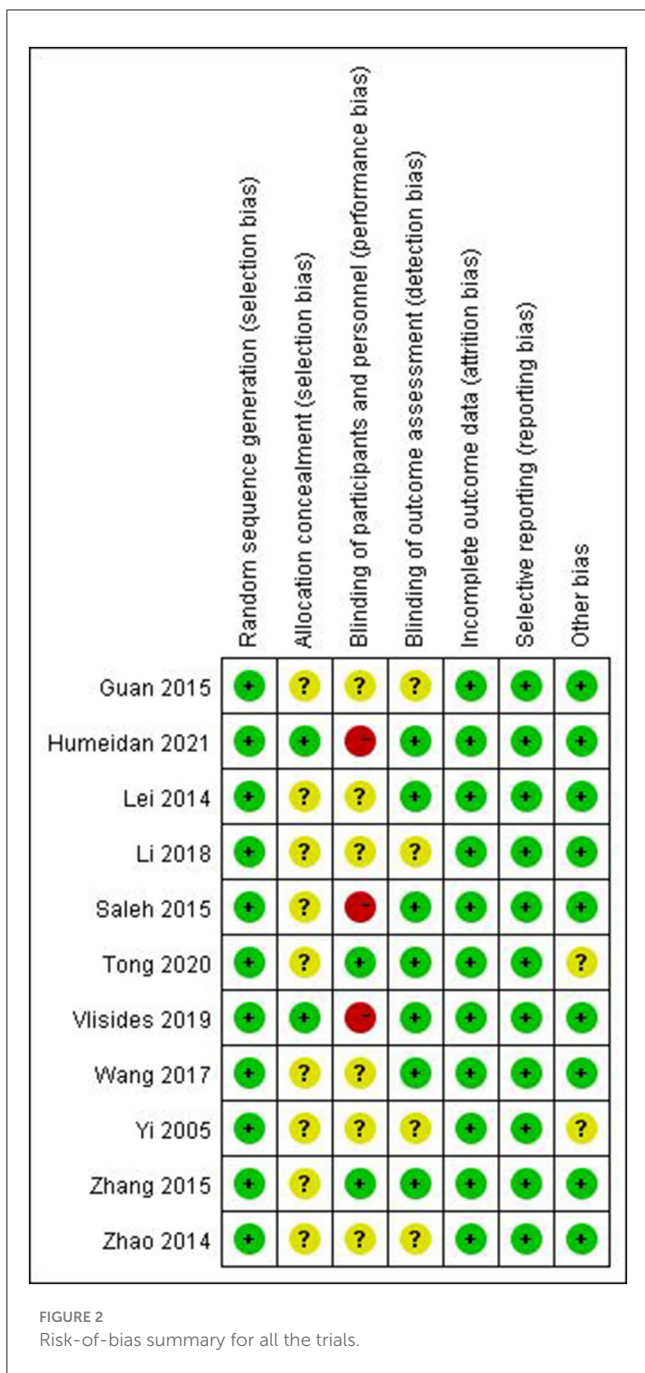 Random sequence generation (selection bias)
Allocation concealment (selection bias)
Blinding of participants and personnel (performance bias)
Blinding of outcome assessment (detection bias)
Incomplete outcome data (attrition bias)
Selective reporting (reporting bias)
Other bias
Guan 2015 + ? ? ? + + +
Humeidan 2021 + + - + + + +
Lei 2014 + ? ? + + + +
Li 2018 + ? ? ? + + +
Saleh 2015 + ? - + + + +
Tong 2020 + ? + + + + ?
Vlisides 2019 + + - + + + +
Wang 2017 + ? ? + + + +
Yi 2005 + ? ? ? + + ?
Zhang 2015 + ? + + + + +
Zhao 2014 + ? ? ? + + +
FIGURE 2
Risk-of-bias summary for all the trials.